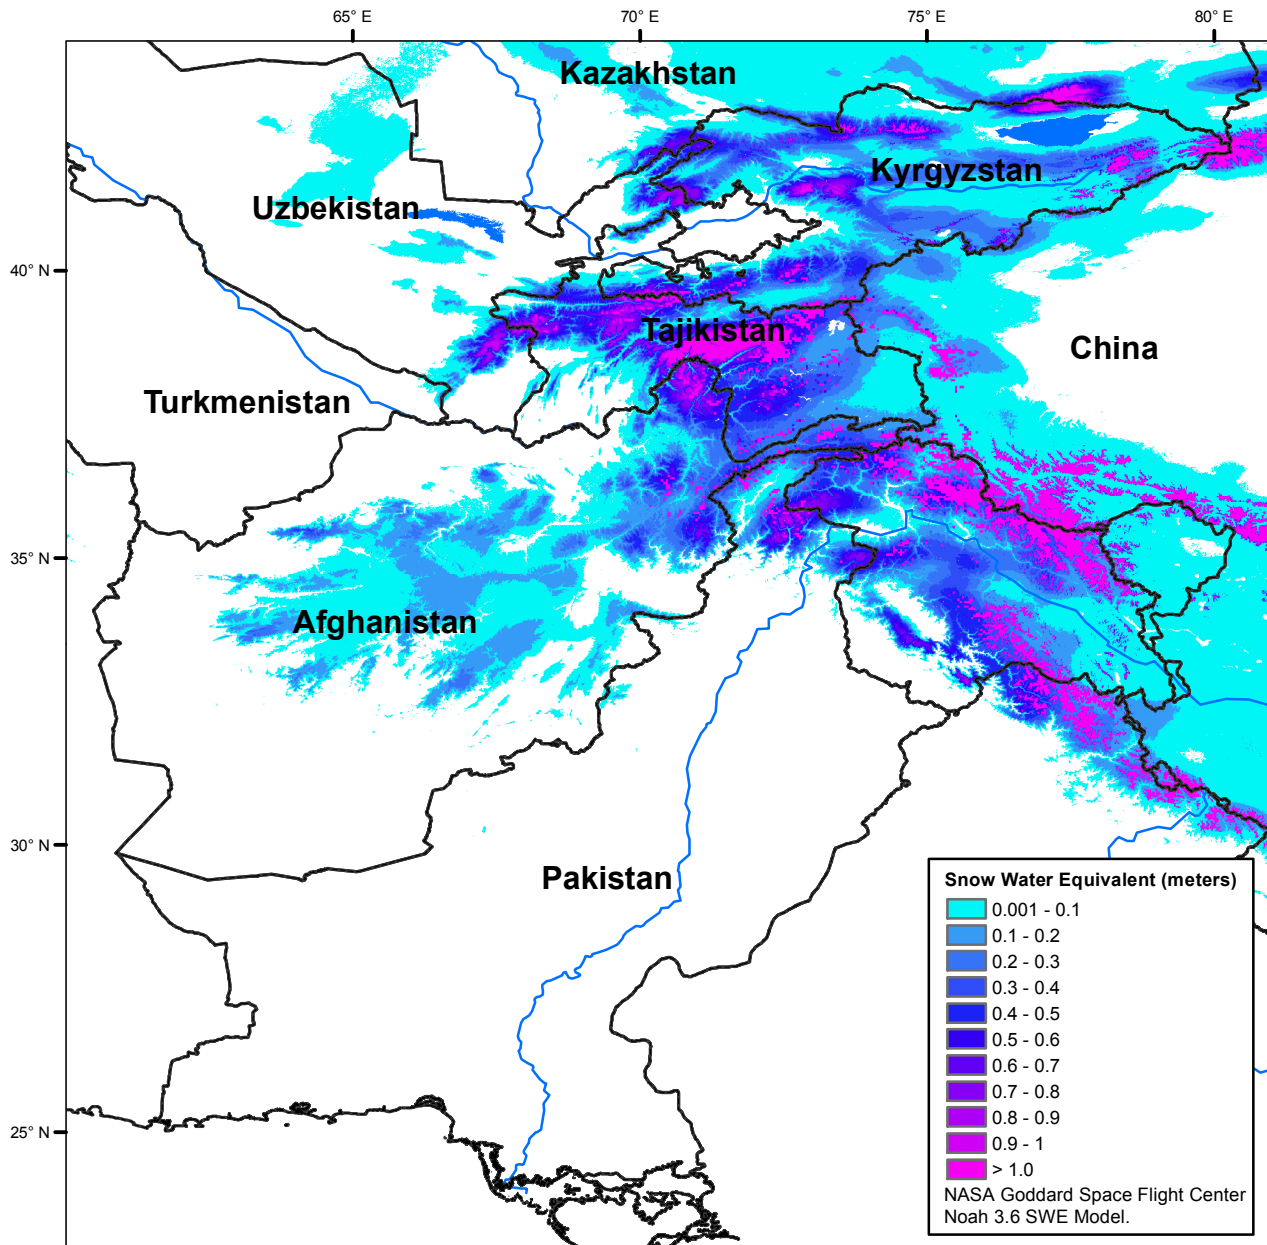 65° E
70° E
75° E
80° E
Kazakhstan
Kyrgyzstan
Uzbekistan
40° N
Tajikistan
China
Turkmenistan
35° N
Afghanistan
30° N
Pakistan
25° N
Snow Water Equivalent (meters)
0.001 - 0.1
0.1 - 0.2
0.2 - 0.3
0.3 - 0.4
0.4 - 0.5
0.5 - 0.6
0.6 - 0.7
0.7 - 0.8
0.8 - 0.9
0.9 - 1
> 1.0
NASA Goddard Space Flight Center
Noah 3.6 SWE Model.